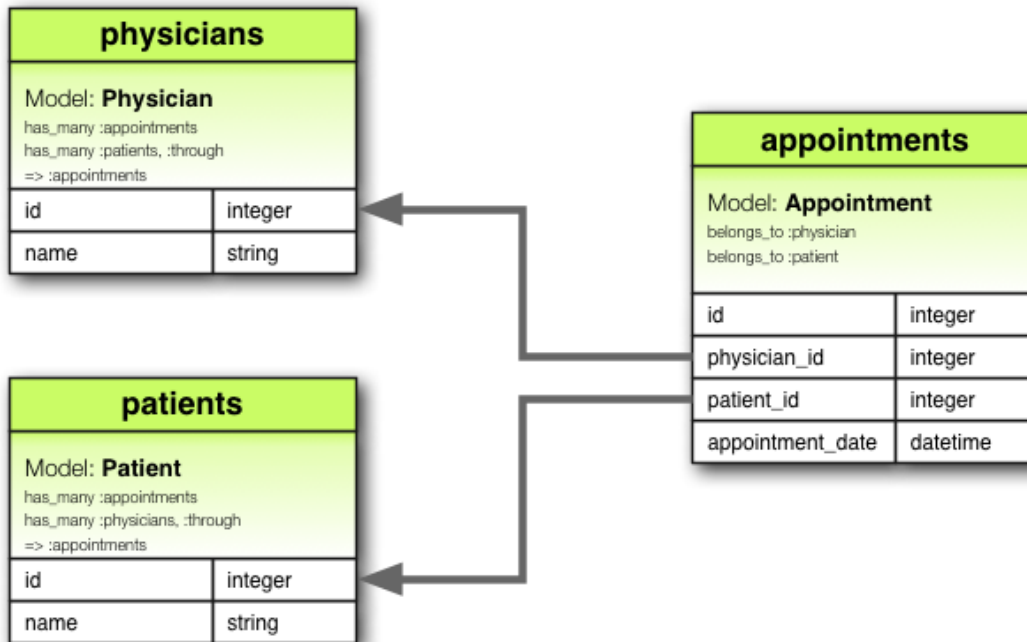 physicians
Model: Physician
has_many :appointments
has_many :patients, :through
=> :appointments
id integer
name string
patients
Model: Patient
has_many :appointments
has_many :physicians, :through
=> :appointments
id integer
name string
appointments
Model: Appointment
belongs_to :physician
belongs_to :patient
id integer
physician_id integer
patient_id integer
appointment_date datetime